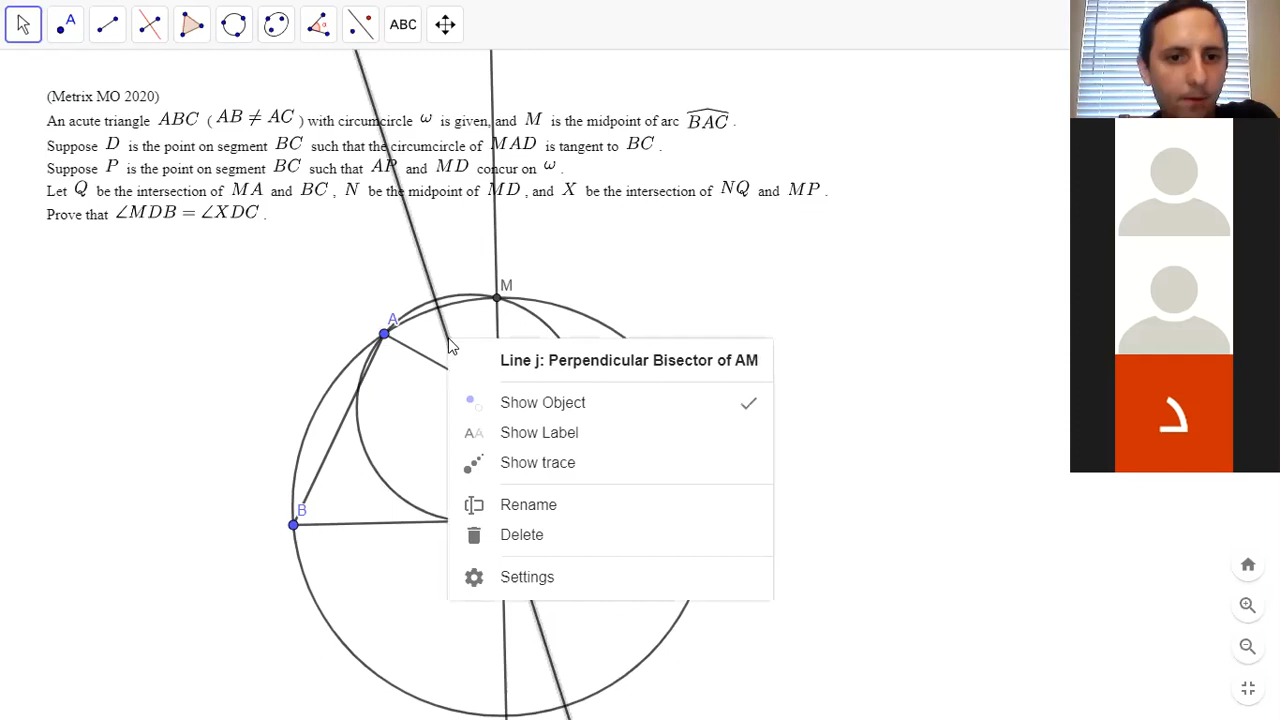 ABC
(Metrix MO 2020)
An acute triangle ABC ( AB ≠ AC ) with circumcircle ω is given, and M is the midpoint of arc \widehat{BAC} .
Suppose D is the point on segment BC such that the circumcircle of MAD is tangent to BC .
Suppose P is the point on segment BC such that AP and MD concur on ω .
Let Q be the intersection of MA and BC , N be the midpoint of MD , and X be the intersection of NQ and MP .
Prove that ∠MDB = ∠XDC .
M
A
Line j: Perpendicular Bisector of AM
Show Object
AA Show Label
Show trace
B
Rename
Delete
Settings
נ